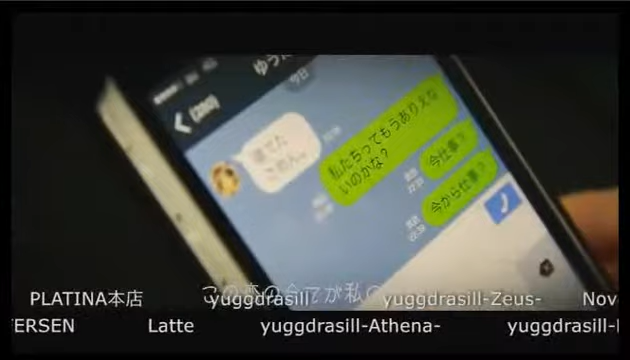 ゆうた
今日
(280)
寝てた
ごめん。
私たちってもうありえな
いのかな?
今仕事?
今から仕事?
この恋の全てが私の
PLATINA本店
yuggdrasill
yuggdrasill-Zeus-
Nov
ERSEN
Latte
yuggdrasill-Athena-
yuggdrasill-